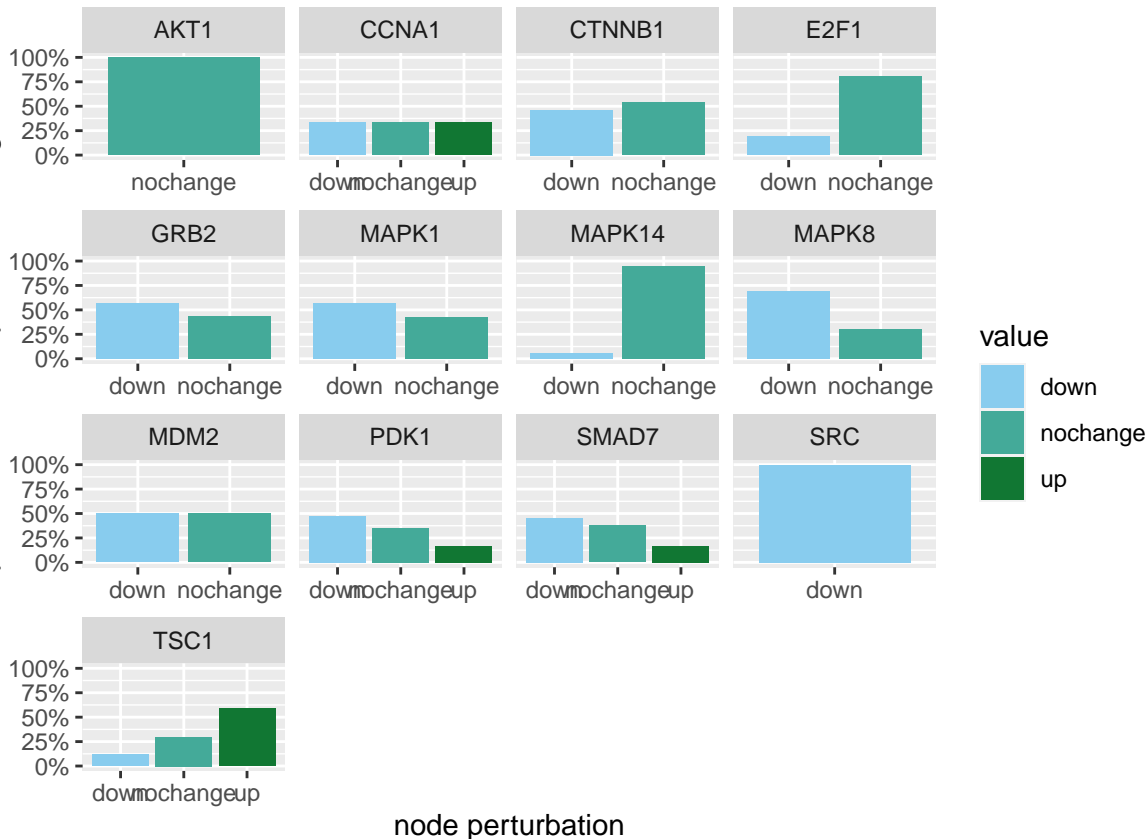 AKT1 CCNA1 CTNNB1 E2F1
100%
75%
50%
25%
0%
nochange down nochange up down nochange down nochange
GRB2 MAPK1 MAPK14 MAPK8
100%
75%
50%
25%
0%
down nochange down nochange down nochange down nochange
MDM2 PDK1 SMAD7 SRC
100%
75%
50%
25%
0%
down nochange down nochange up down nochange up down
TSC1
100%
75%
50%
25%
0%
down nochange up
node perturbation
value
down
nochange
up